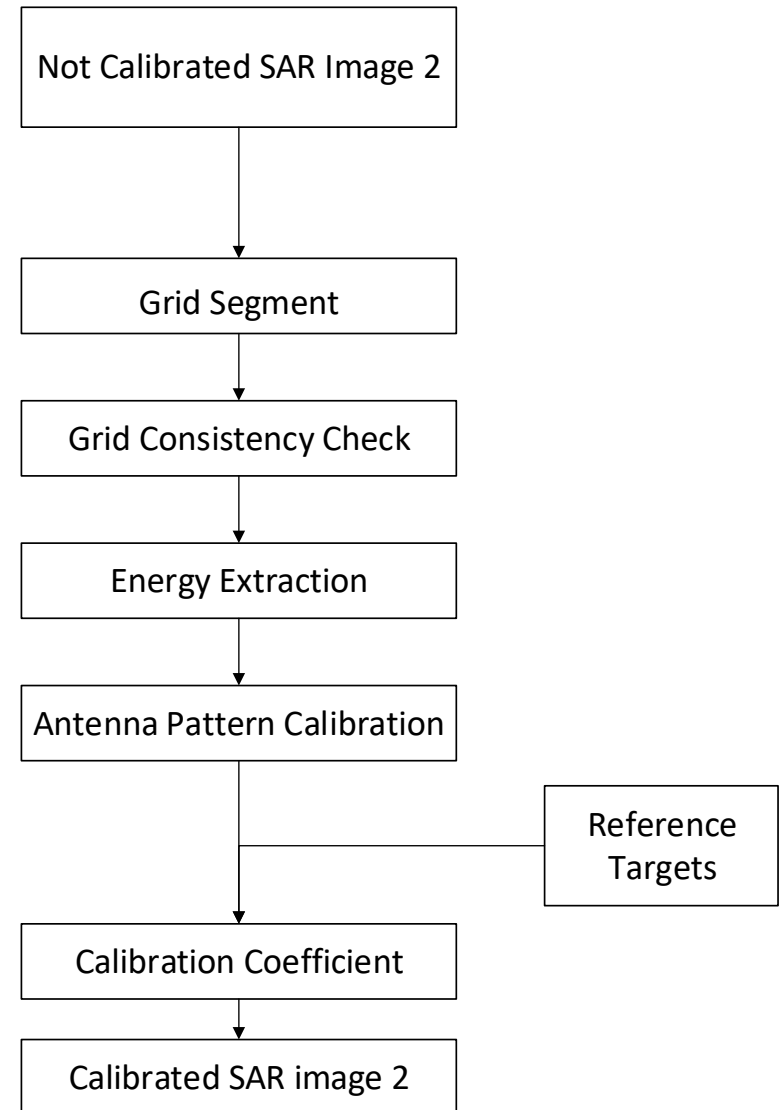 Not Calibrated SAR Image 2
Grid Segment
Grid Consistency Check
Energy Extraction
Antenna Pattern Calibration
Reference
Targets
Calibration Coefficient
Calibrated SAR image 2